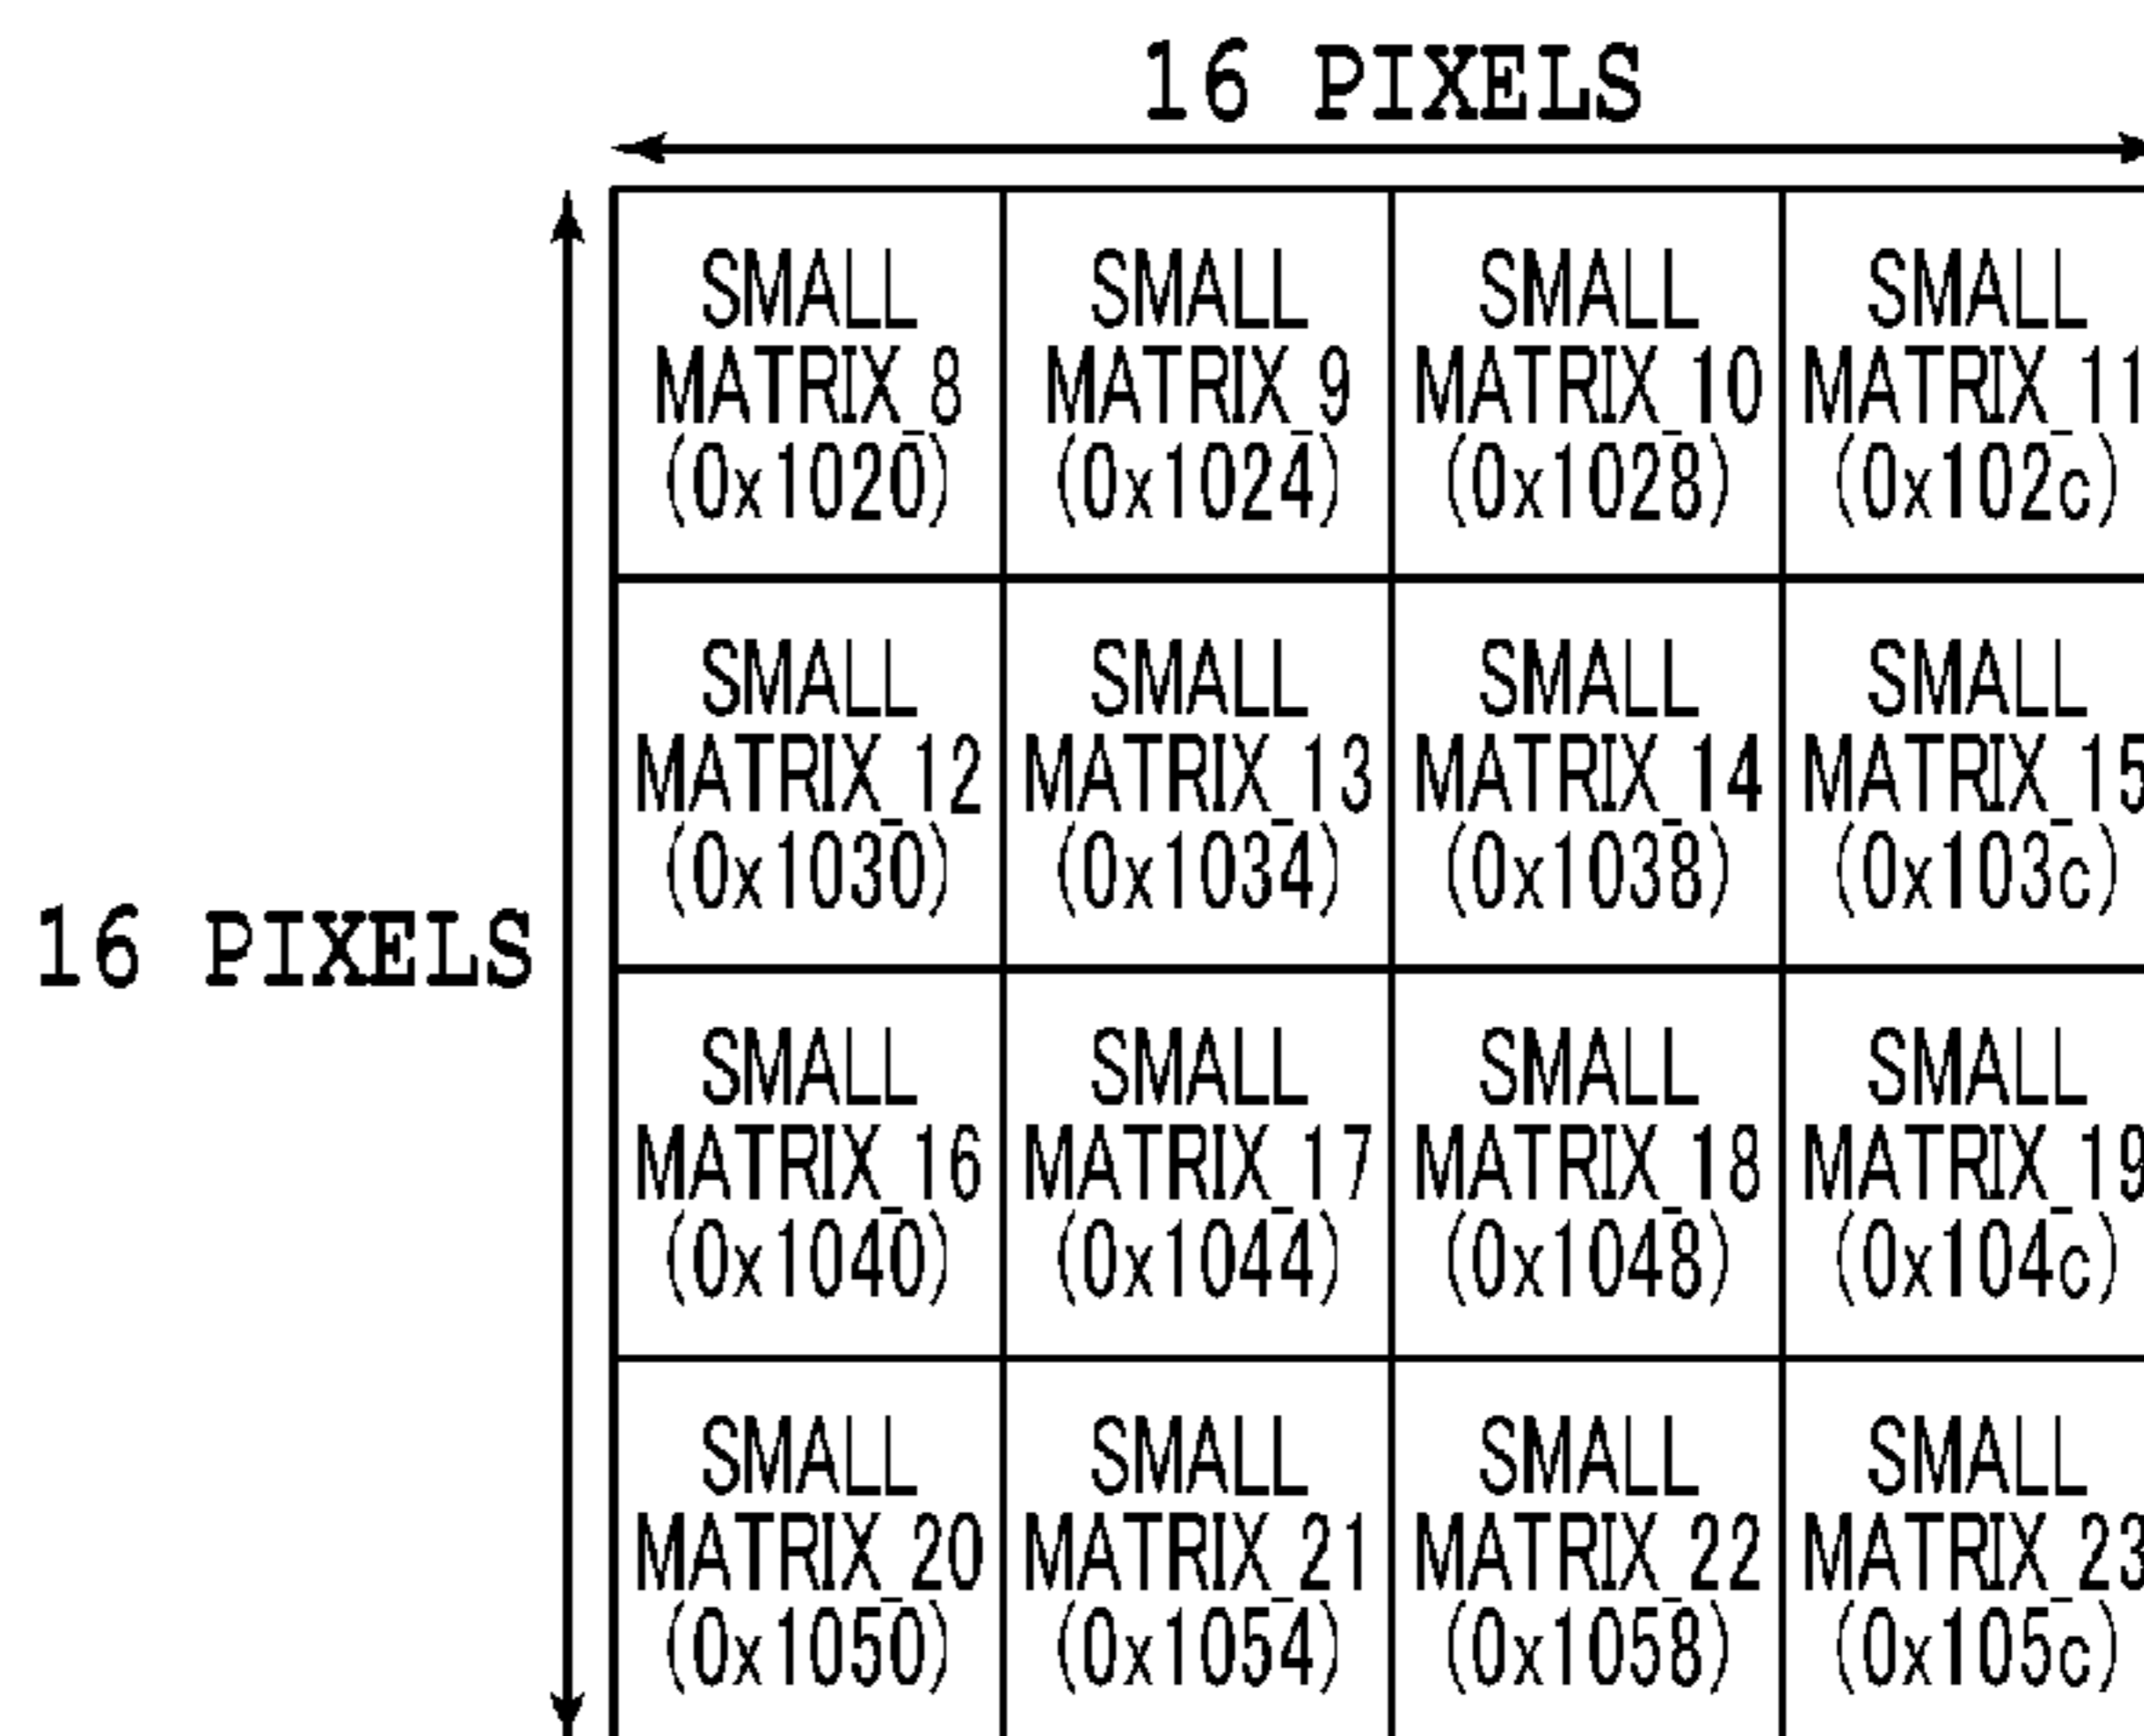 16 PIXELS
SMALL MATRIX_8 (0x1020)
SMALL MATRIX_9 (0x1024)
SMALL MATRIX_10 (0x1028)
SMALL MATRIX_11 (0x102c)
SMALL MATRIX_12 (0x1030)
SMALL MATRIX_13 (0x1034)
SMALL MATRIX_14 (0x1038)
SMALL MATRIX_15 (0x103c)
16 PIXELS
SMALL MATRIX_16 (0x1040)
SMALL MATRIX_17 (0x1044)
SMALL MATRIX_18 (0x1048)
SMALL MATRIX_19 (0x104c)
SMALL MATRIX_20 (0x1050)
SMALL MATRIX_21 (0x1054)
SMALL MATRIX_22 (0x1058)
SMALL MATRIX_23 (0x105c)